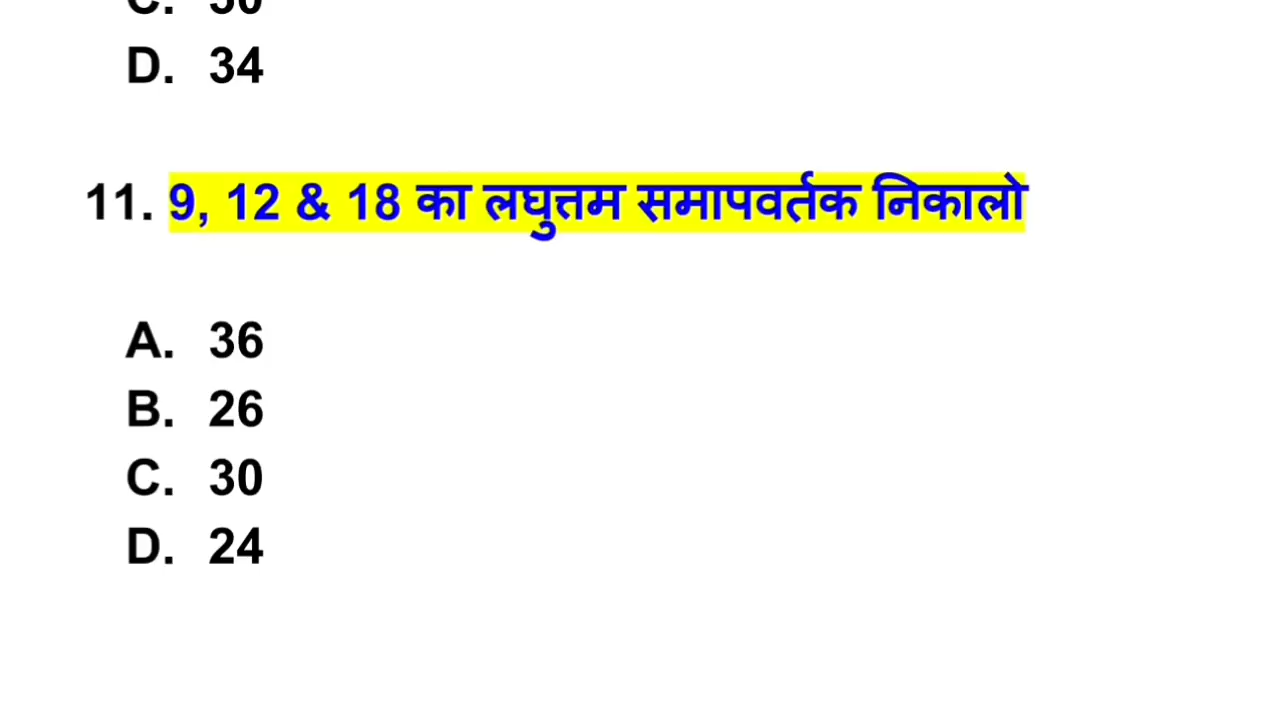 D. 34
11. 9, 12 & 18 का लघुत्तम समापवर्तक निकालो
A. 36
B. 26
C. 30
D. 24